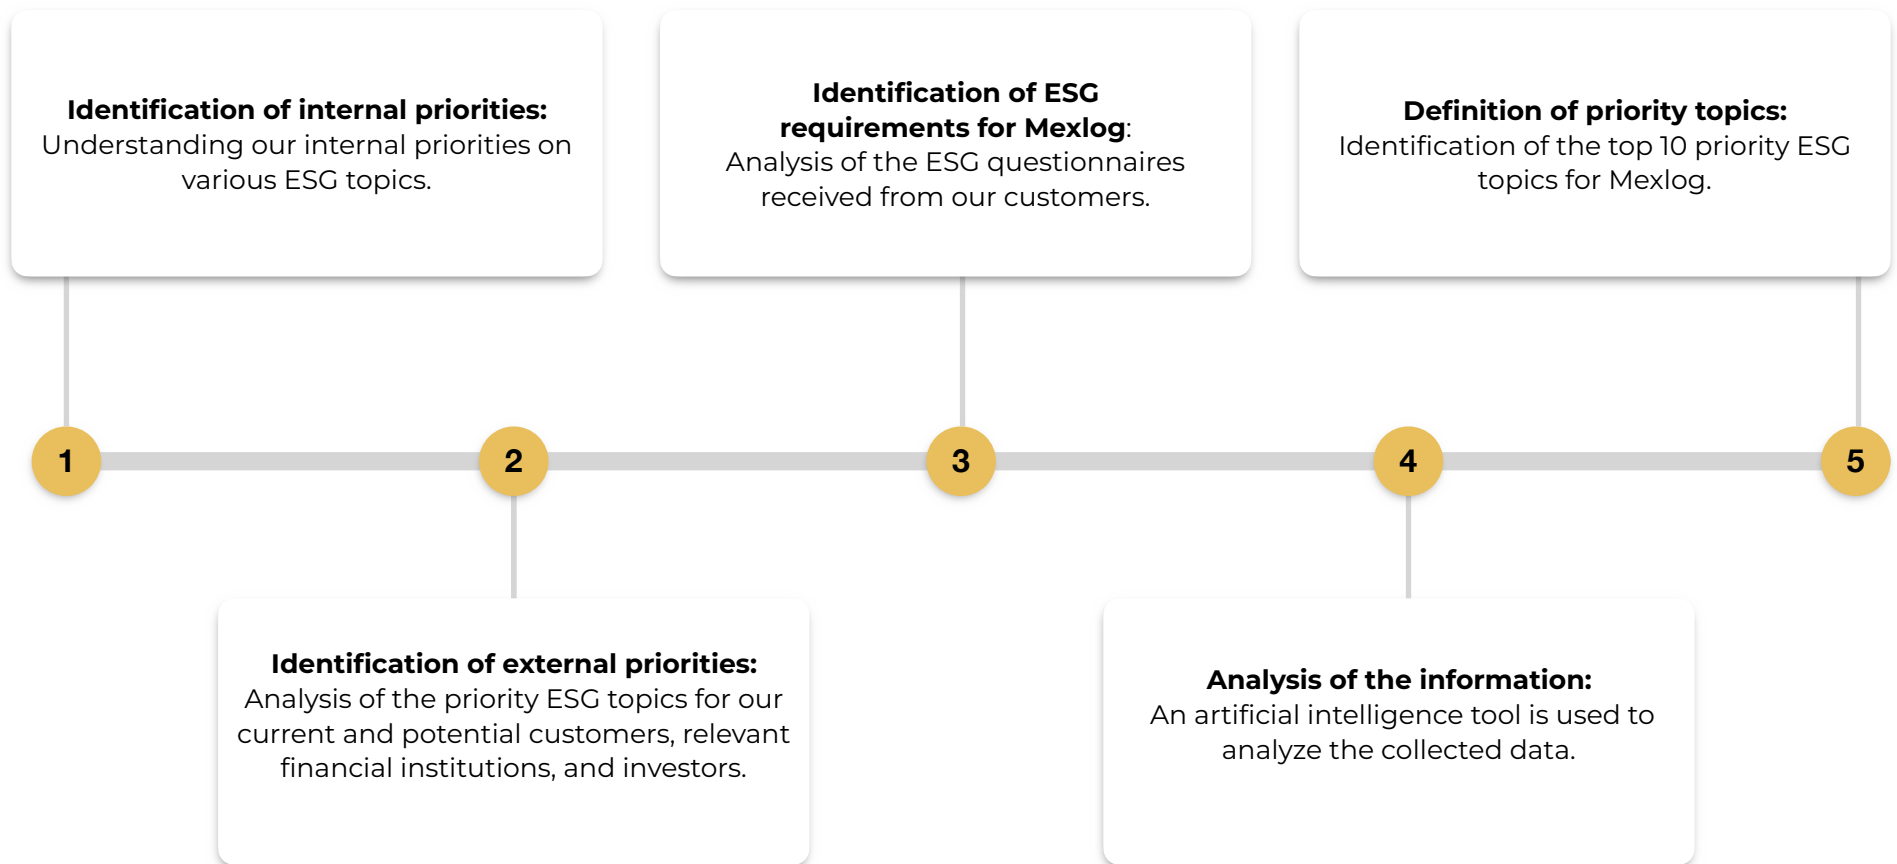 Identification of internal priorities:
Understanding our internal priorities on
various ESG topics.
Identification of ESG
requirements for Mexlog:
Analysis of the ESG questionnaires
received from our customers.
Definition of priority topics:
Identification of the top 10 priority ESG
topics for Mexlog.
1
2
3
4
5
Identification of external priorities:
Analysis of the priority ESG topics for our
current and potential customers, relevant
financial institutions, and investors.
Analysis of the information:
An artificial intelligence tool is used to
analyze the collected data.